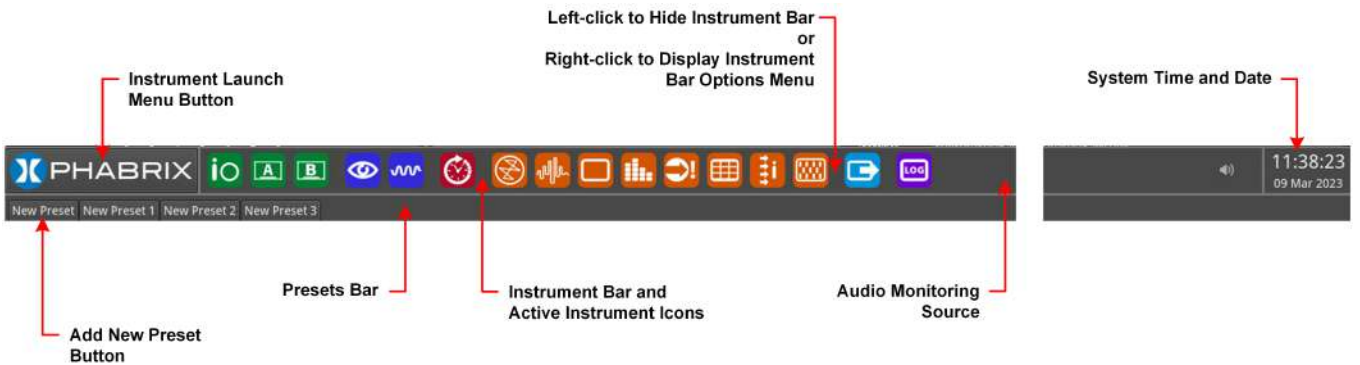 Left-click to Hide Instrument Bar
or
Right-click to Display Instrument
Bar Options Menu
Instrument Launch
Menu Button
System Time and Date
PHABRIX
iO
A
B
i
LOG
11:38:23
09 Mar 2023
New Preset
New Preset 1
New Preset 2
New Preset 3
Presets Bar
Instrument Bar and
Active Instrument Icons
Audio Monitoring
Source
Add New Preset
Button